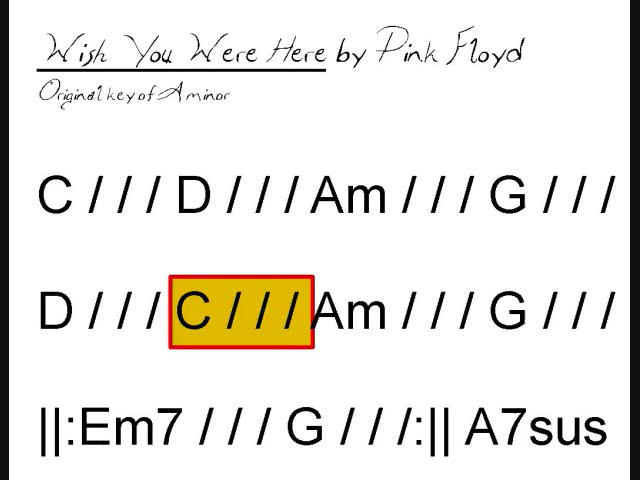 Wish You Were Here by Pink Floyd
Original key of A minor
C / / / D / / / Am / / / G / / /
D / / / C / / / Am / / / G / / /
||:Em7 / / / G / / /:|| A7sus